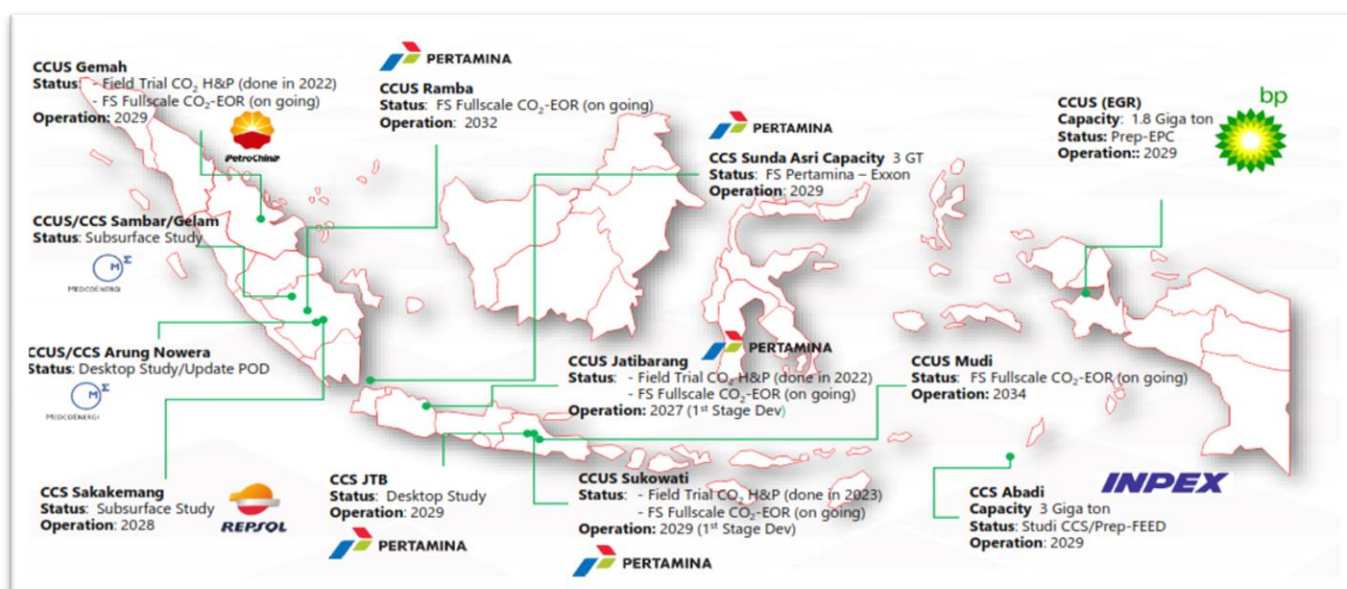 CCUS Gemah
Status: - Field Trial CO₂ H&P (done in 2022)
- FS Fullscale CO₂-EOR (on going)
Operation: 2029
PetroChina
PERTAMINA
CCUS Ramba
Status: FS Fullscale CO₂-EOR (on going)
Operation: 2032
PERTAMINA
CCS Sunda Asri Capacity 3 GT
Status: FS Pertamina – Exxon
Operation: 2029
bp
CCUS (EGR)
Capacity: 1.8 Giga ton
Status: Prep-EPC
Operation:: 2029
CCUS/CCS Sambar/Gelam
Status: Subsurface Study
MEDCOENERGI
CCUS/CCS Arung Nowera
Status: Desktop Study/Update POD
MEDCOENERGI
CCS Sakakemang
Status: Subsurface Study
Operation: 2028
REPSOL
CCS JTB
Status: Desktop Study
Operation: 2029
PERTAMINA
PERTAMINA
CCUS Jatibarang
Status: - Field Trial CO₂ H&P (done in 2022)
- FS Fullscale CO₂-EOR (on going)
Operation: 2027 (1st Stage Dev)
CCUS Sukowati
Status: - Field Trial CO₂ H&P (done in 2023)
- FS Fullscale CO₂-EOR (on going)
Operation: 2029 (1st Stage Dev)
PERTAMINA
CCUS Mudi
Status: FS Fullscale CO₂-EOR (on going)
Operation: 2034
INPEX
CCS Abadi
Capacity 3 Giga ton
Status: Studi CCS/Prep-FEED
Operation: 2029